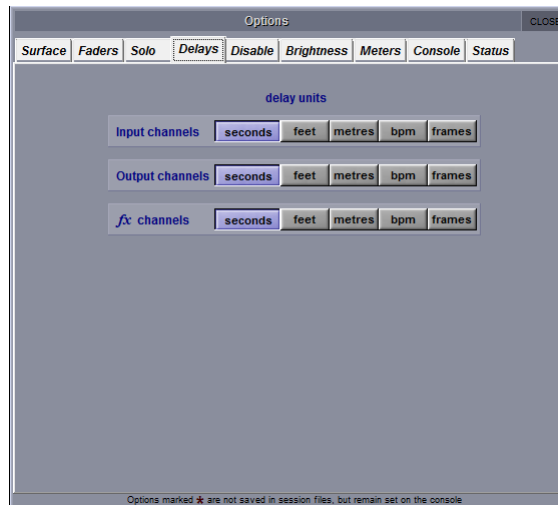 Options
CLOSE
Surface Faders Solo Delays Disable Brightness Meters Console Status
delay units
Input channels seconds feet metres bpm frames
Output channels seconds feet metres bpm frames
fx channels seconds feet metres bpm frames
Options marked * are not saved in session files, but remain set on the console